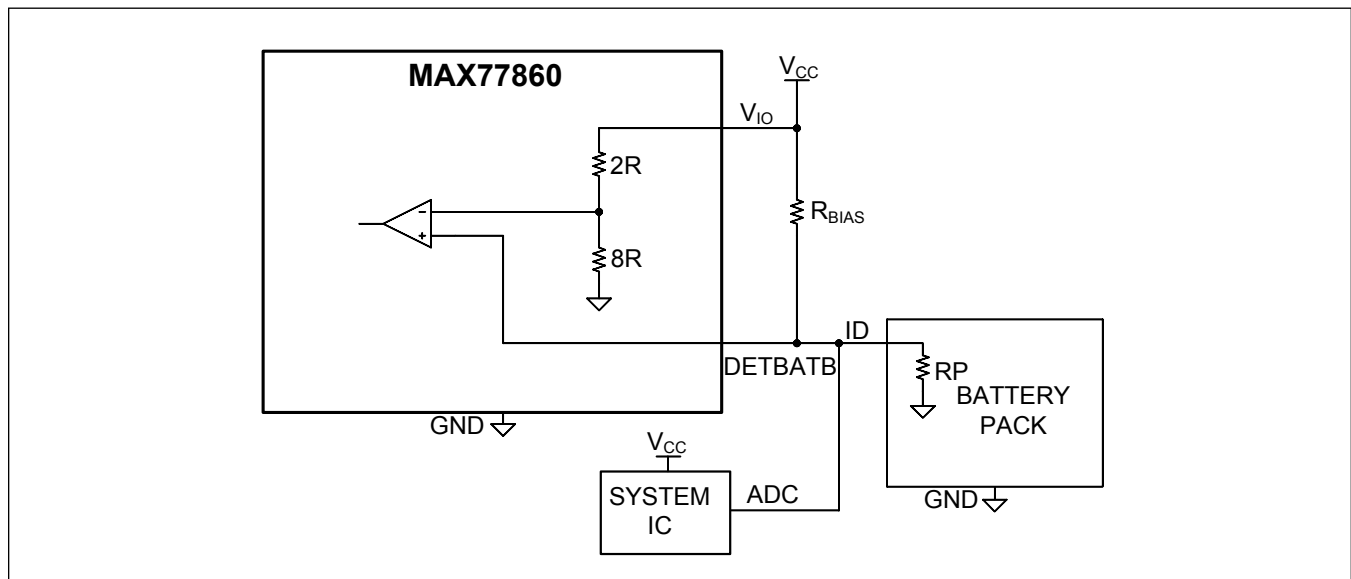 MAX77860
VCC
VIO
2R
RBIAS
-
+
8R
ID
DETBATB
RP
BATTERY
PACK
GND
VCC
SYSTEM
IC
ADC
GND